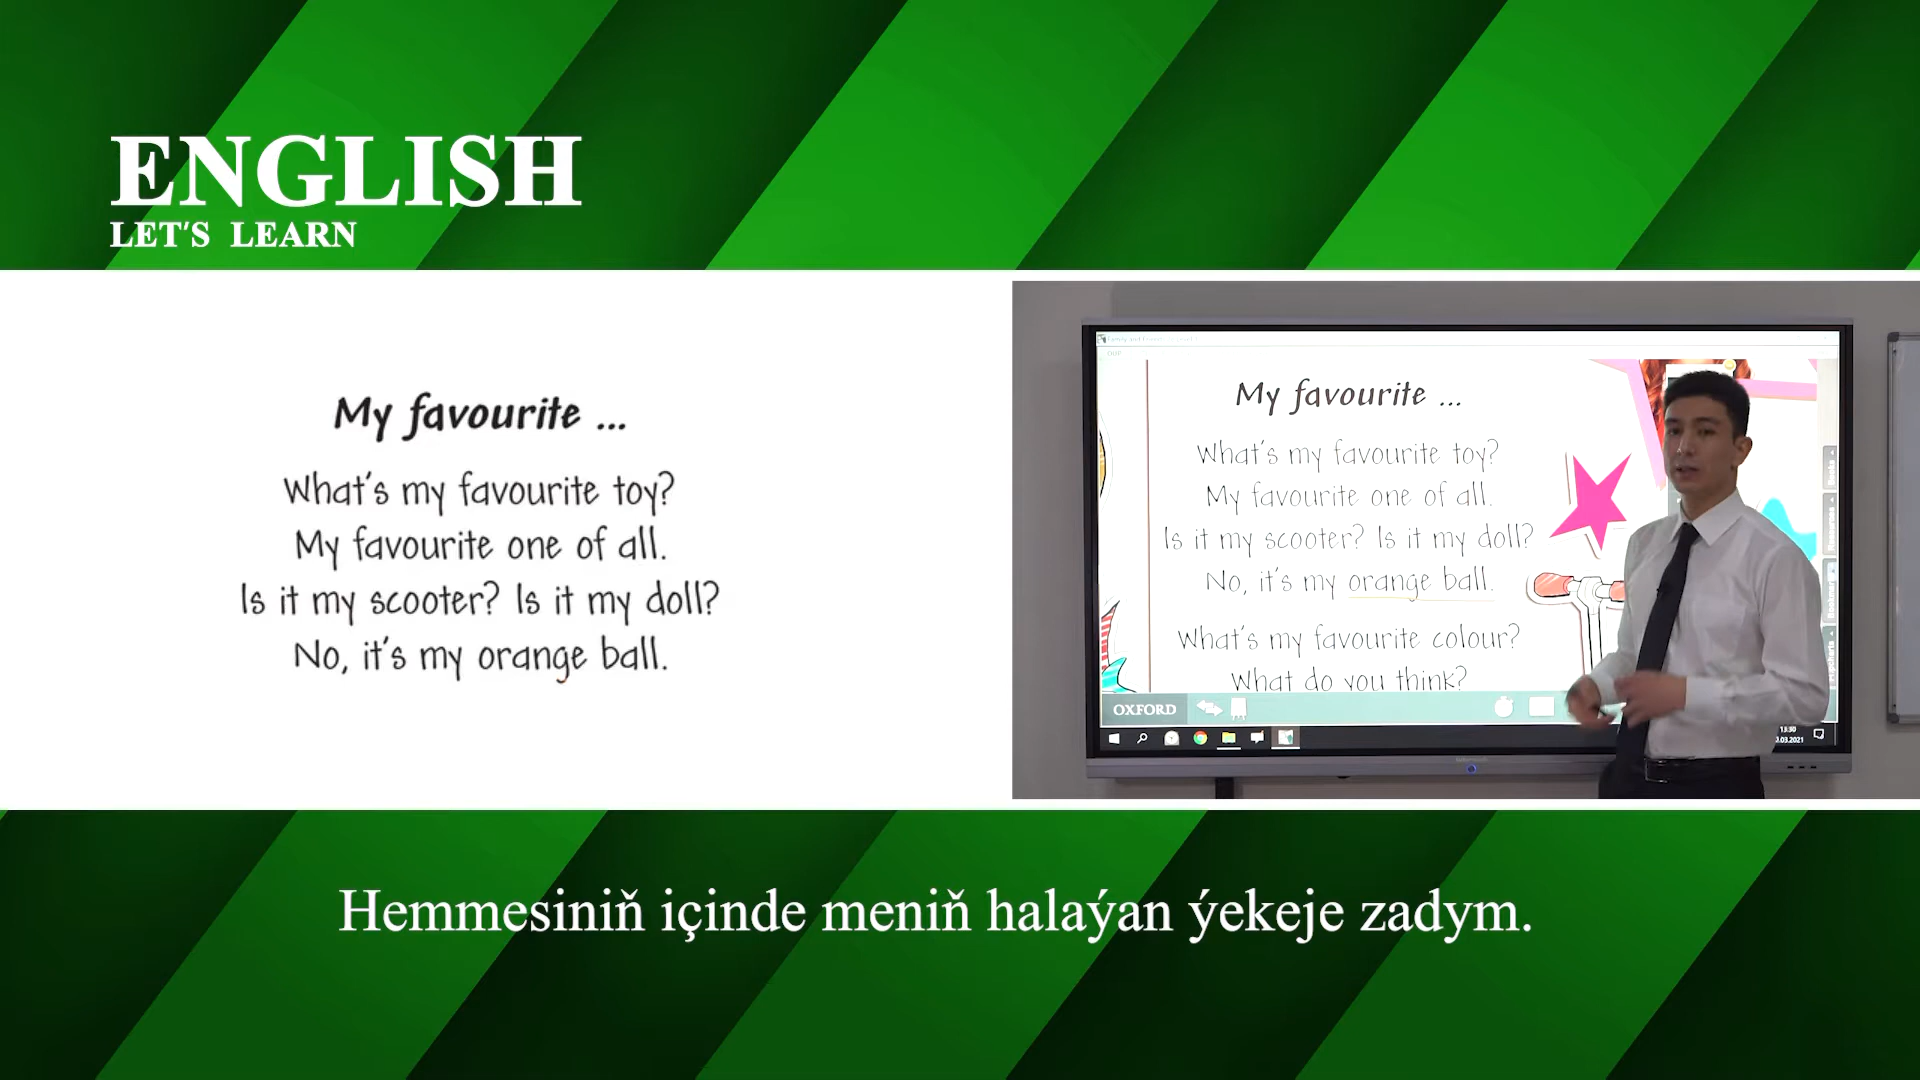 ENGLISH
LET'S LEARN
My favourite ...
What's my favourite toy?
My favourite one of all.
Is it my scooter? Is it my doll?
No, it's my orange ball.
My favourite ...
What's my favourite toy?
My favourite one of all.
Is it my scooter? Is it my doll?
No, it's my orange ball.
What's my favourite colour?
What do you think?
OXFORD
13:30
Hemmesiniň içinde meniň halaýan ýekeje zadym.